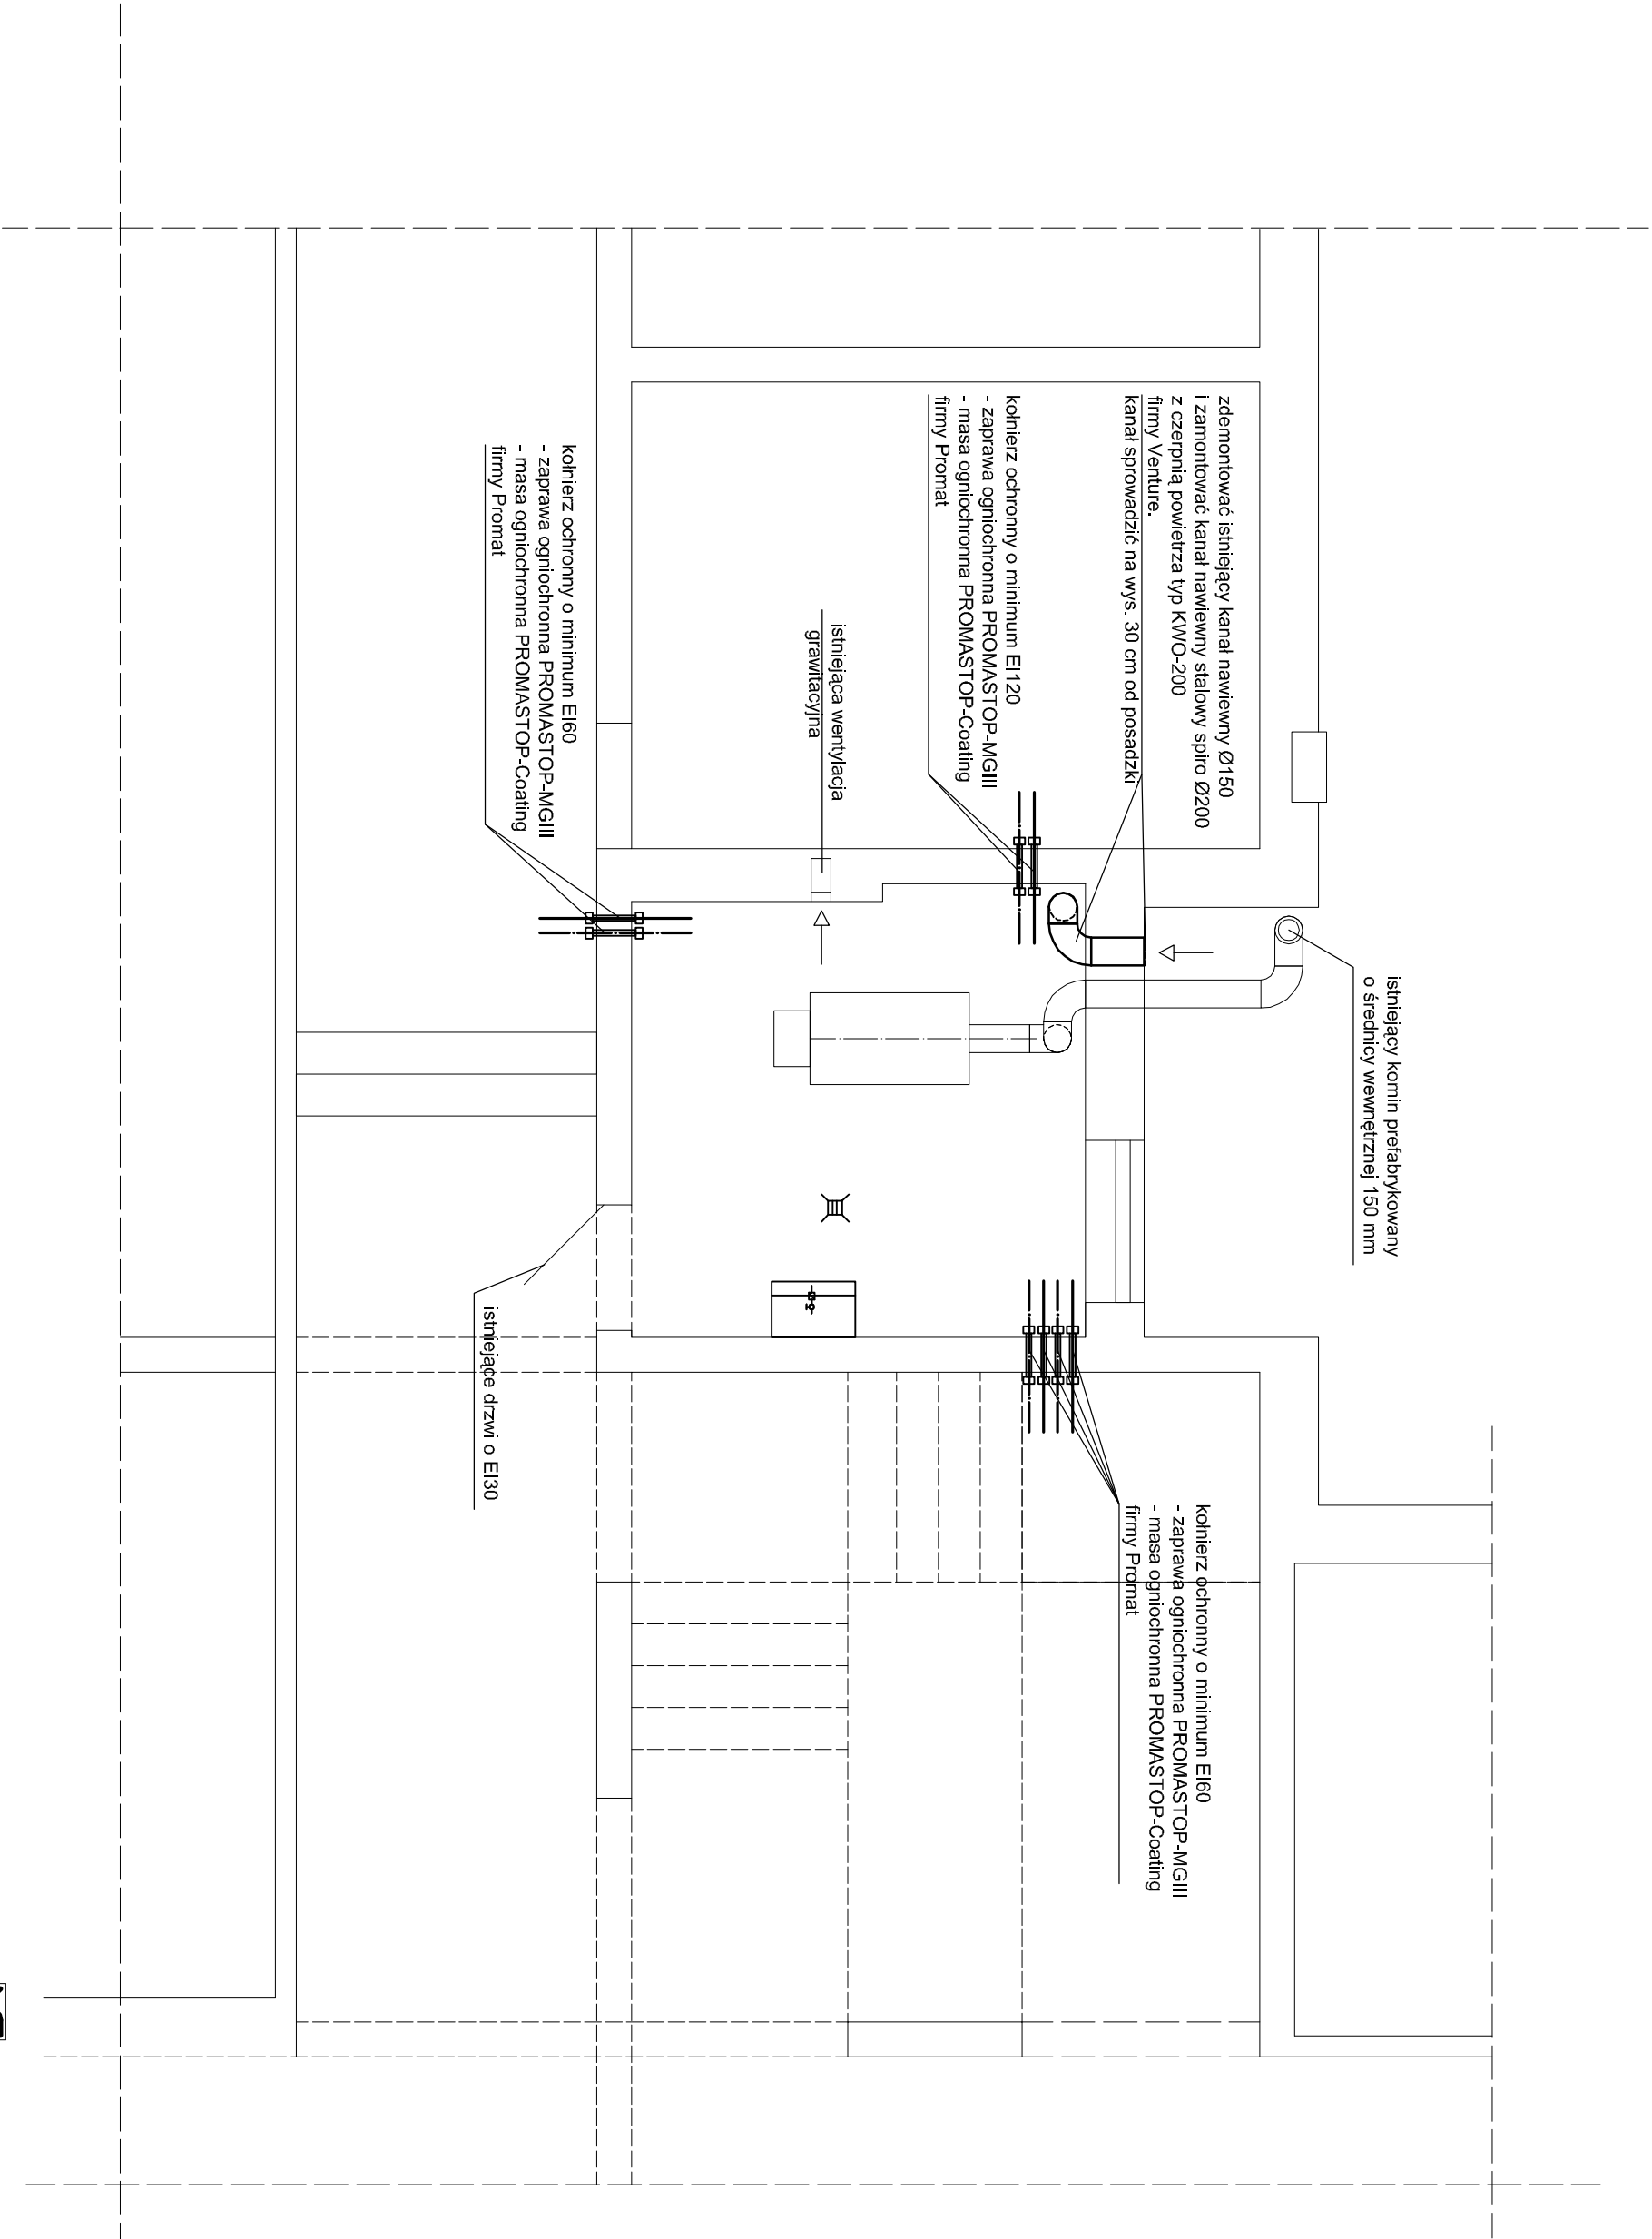 istniejący komin prefabrykowany
o średnicy wewnętrznej 150 mm
zdemontować istniejący kanał nawiewny Ø150
i zamontować kanał nawiewny stalowy spiro Ø200
z czerpnią powietrza typ KWO-200
firmy Venture.
kanał sprowadzić na wys. 30 cm od posadzki
kołnierz ochronny o minimum EI120
- zaprawa ogniochronna PROMASTOP-MGIII
- masa ogniochronna PROMASTOP-Coating
firmy Promat
istniejąca wentylacja
grawitacyjna
kołnierz ochronny o minimum EI60
- zaprawa ogniochronna PROMASTOP-MGIII
- masa ogniochronna PROMASTOP-Coating
firmy Promat
kołnierz ochronny o minimum EI60
- zaprawa ogniochronna PROMASTOP-MGIII
- masa ogniochronna PROMASTOP-Coating
firmy Promat
istniejące drzwi o EI30